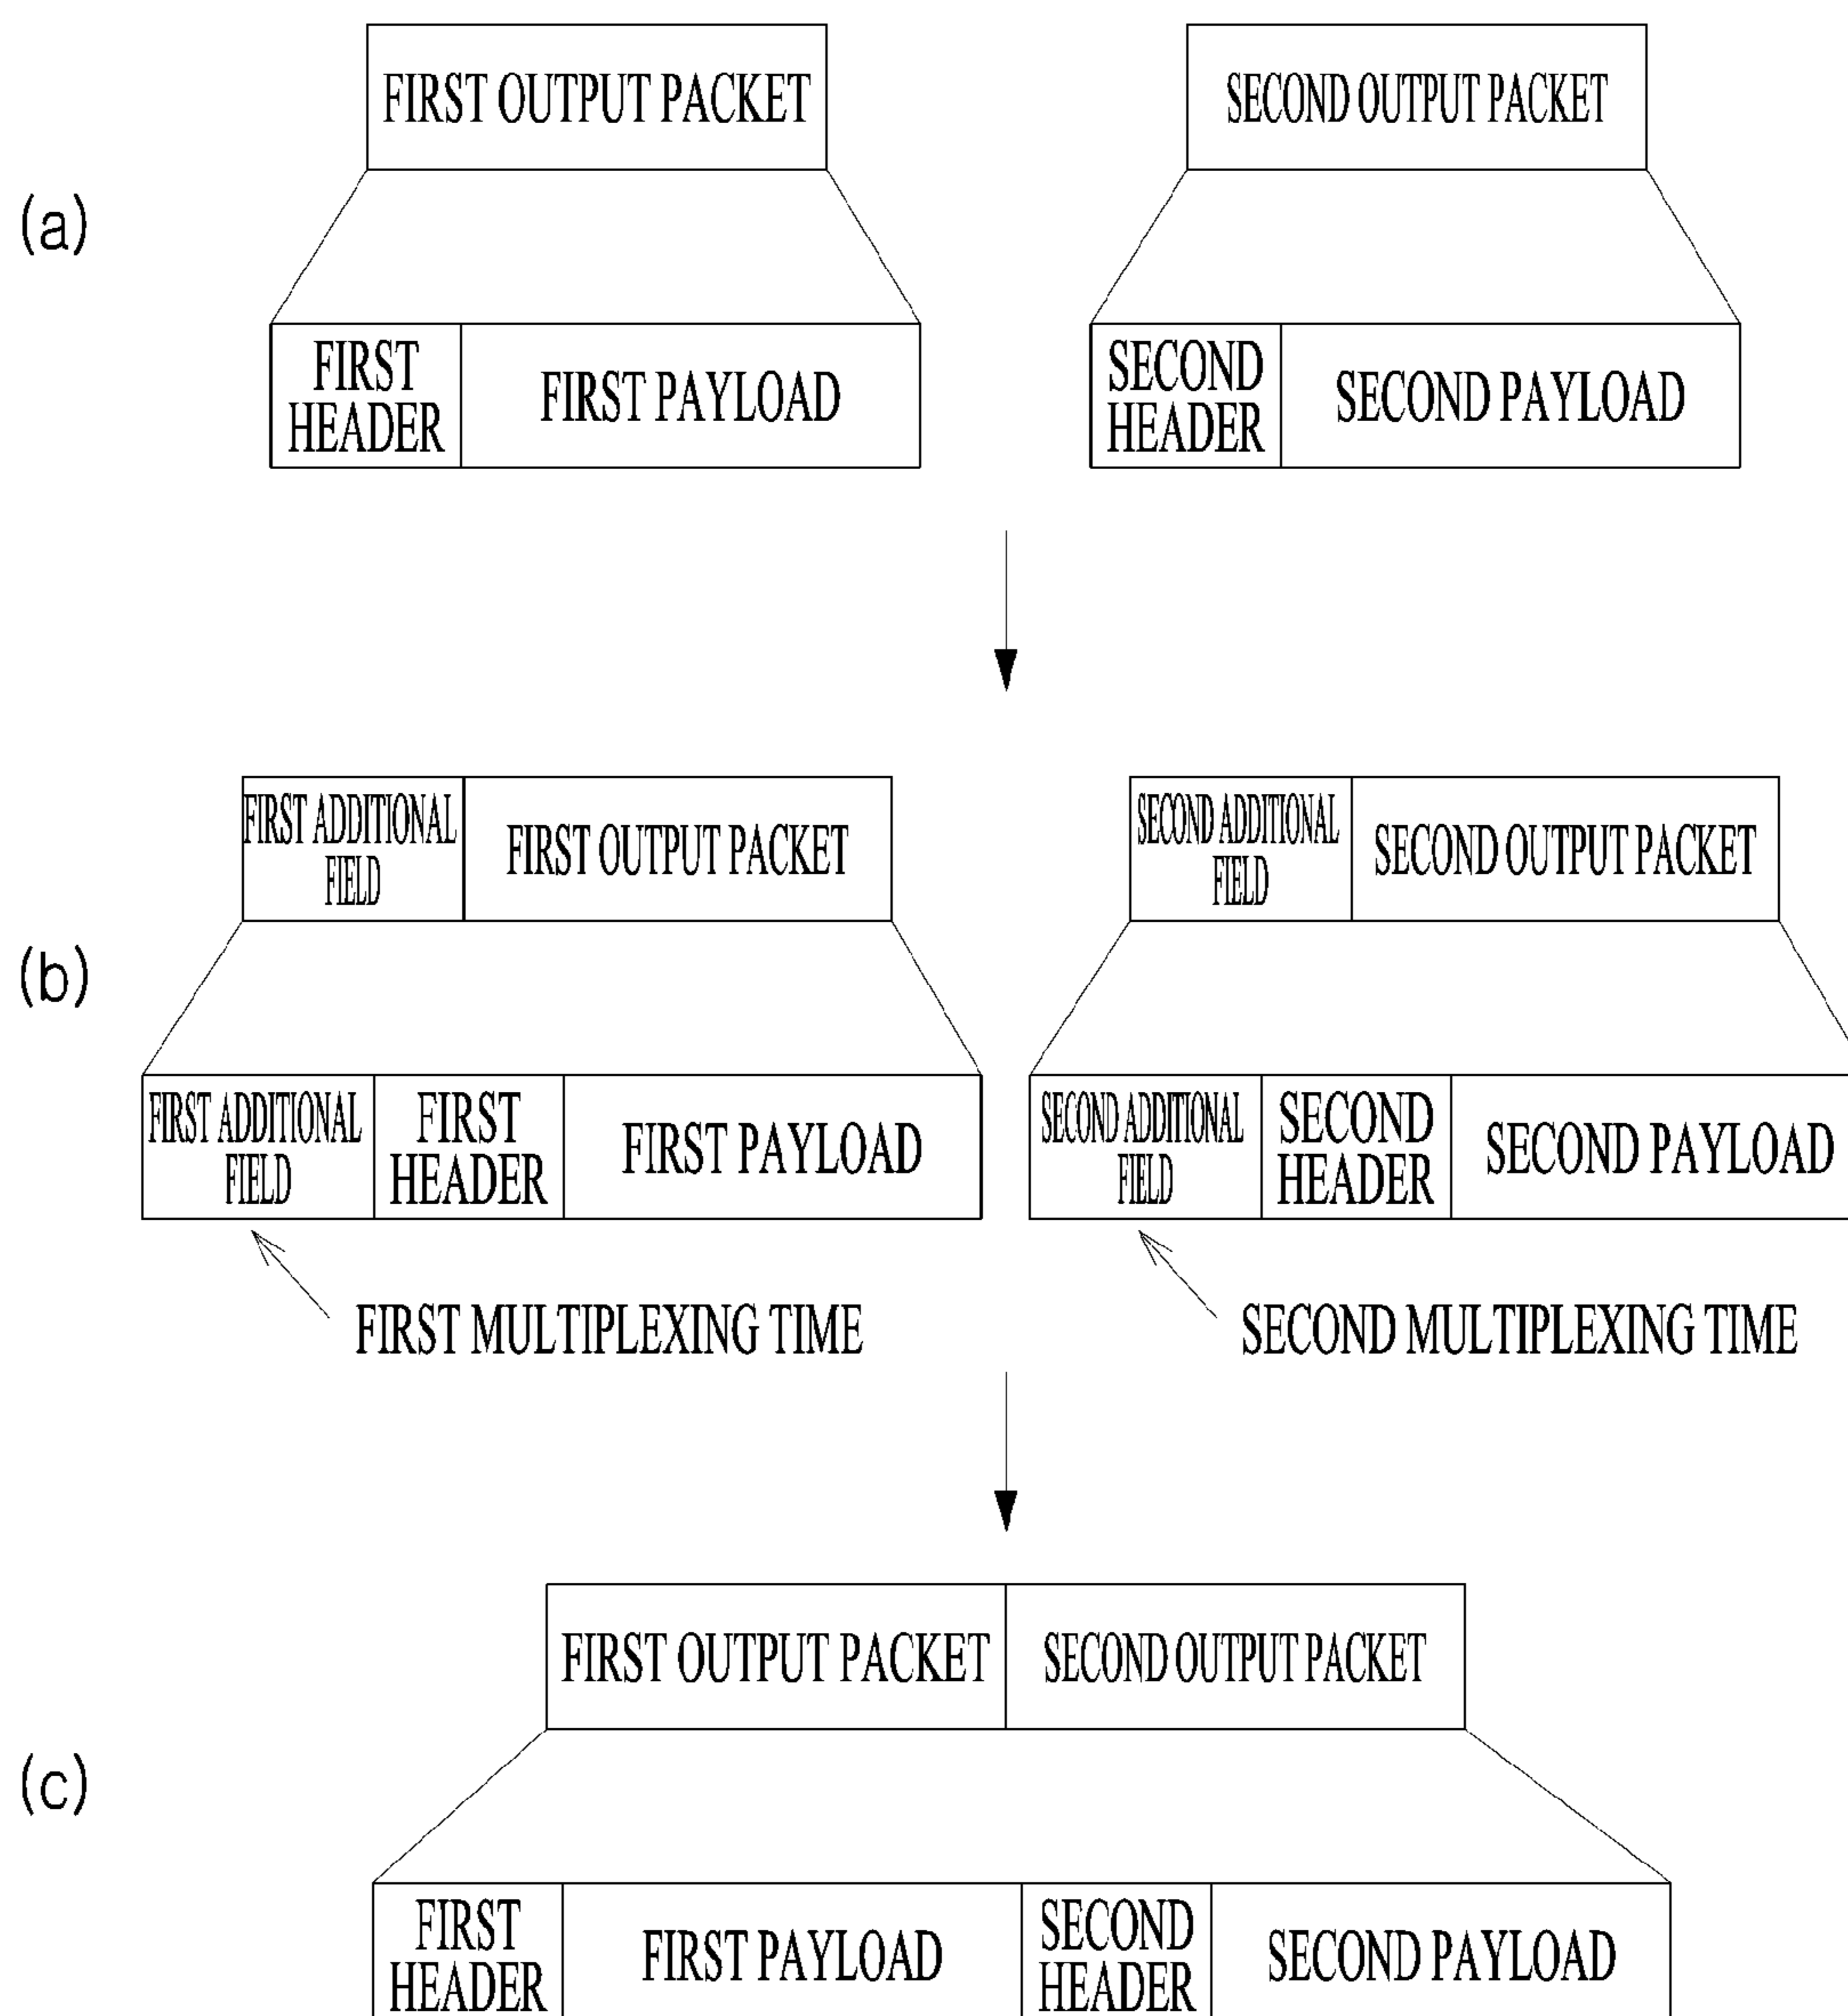 (a)
FIRST OUTPUT PACKET
SECOND OUTPUT PACKET
FIRST
HEADER
FIRST PAYLOAD
SECOND
HEADER
SECOND PAYLOAD
(b)
FIRST ADDITIONAL
FIELD
FIRST OUTPUT PACKET
SECOND ADDITIONAL
FIELD
SECOND OUTPUT PACKET
FIRST ADDITIONAL
FIELD
FIRST
HEADER
FIRST PAYLOAD
SECOND ADDITIONAL
FIELD
SECOND
HEADER
SECOND PAYLOAD
FIRST MULTIPLEXING TIME
SECOND MULTIPLEXING TIME
(c)
FIRST OUTPUT PACKET
SECOND OUTPUT PACKET
FIRST
HEADER
FIRST PAYLOAD
SECOND
HEADER
SECOND PAYLOAD